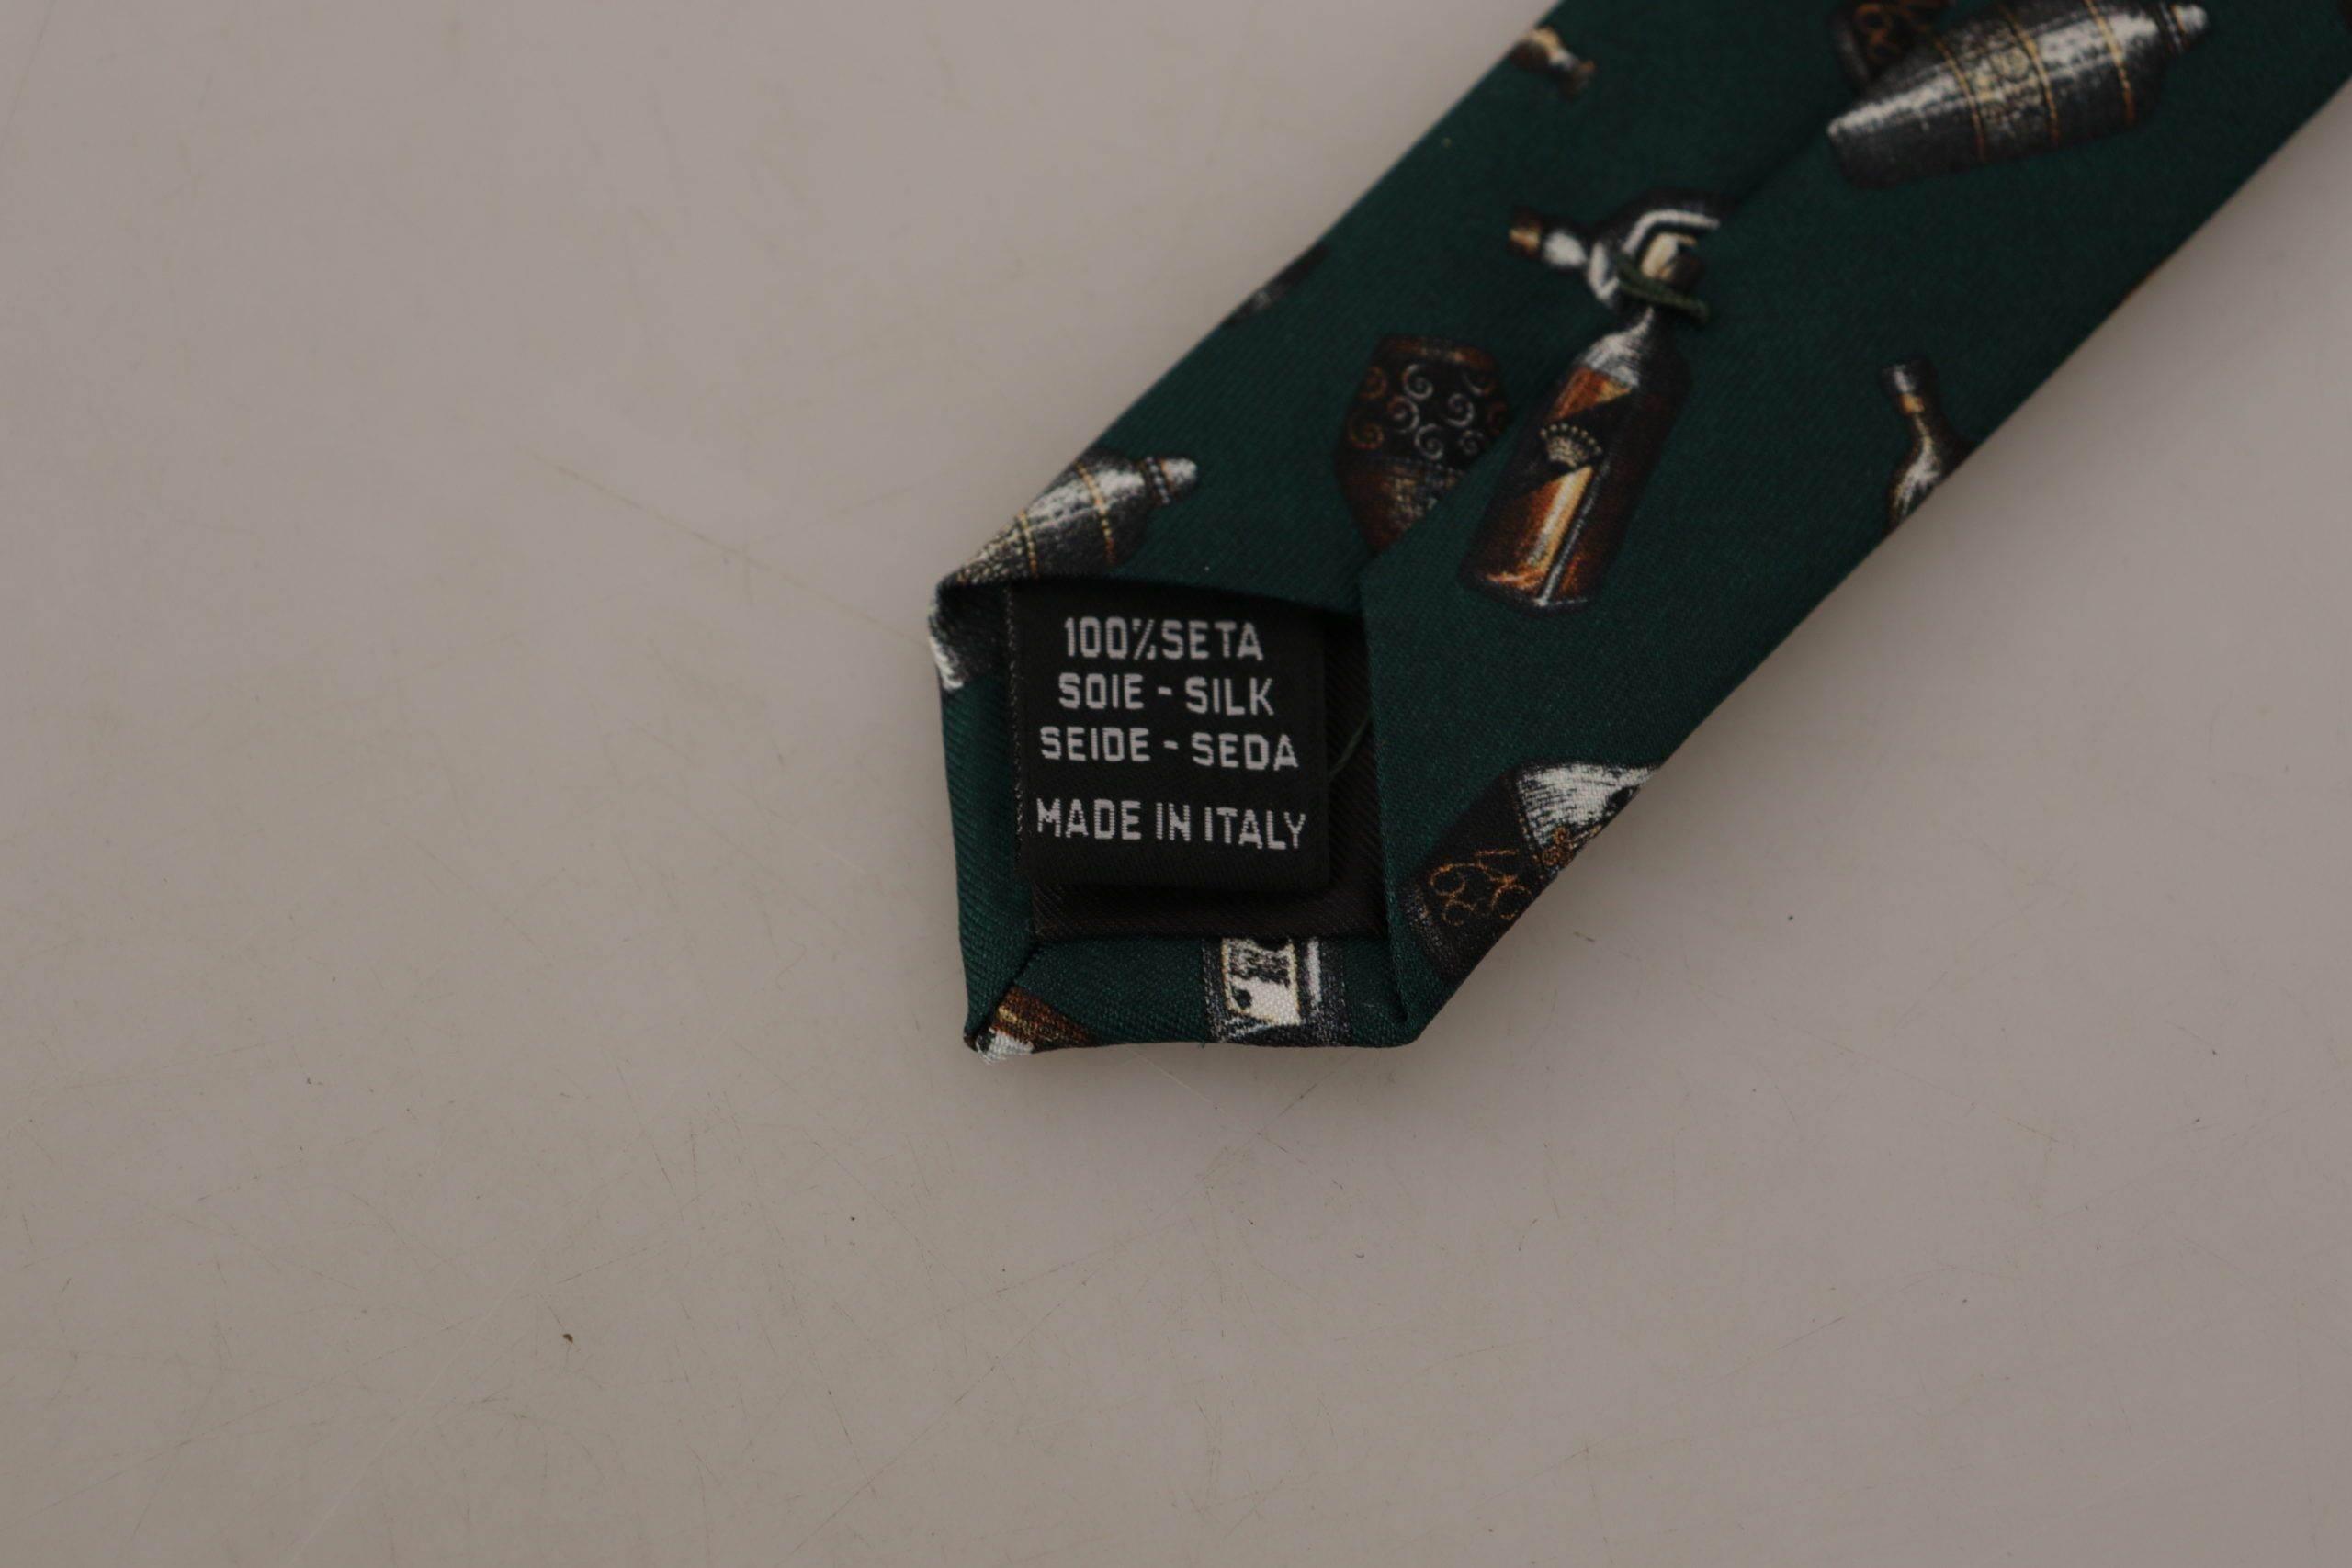 100%SETA
SOIE - SILK
SEIDE - SEDA
MADE IN ITALY